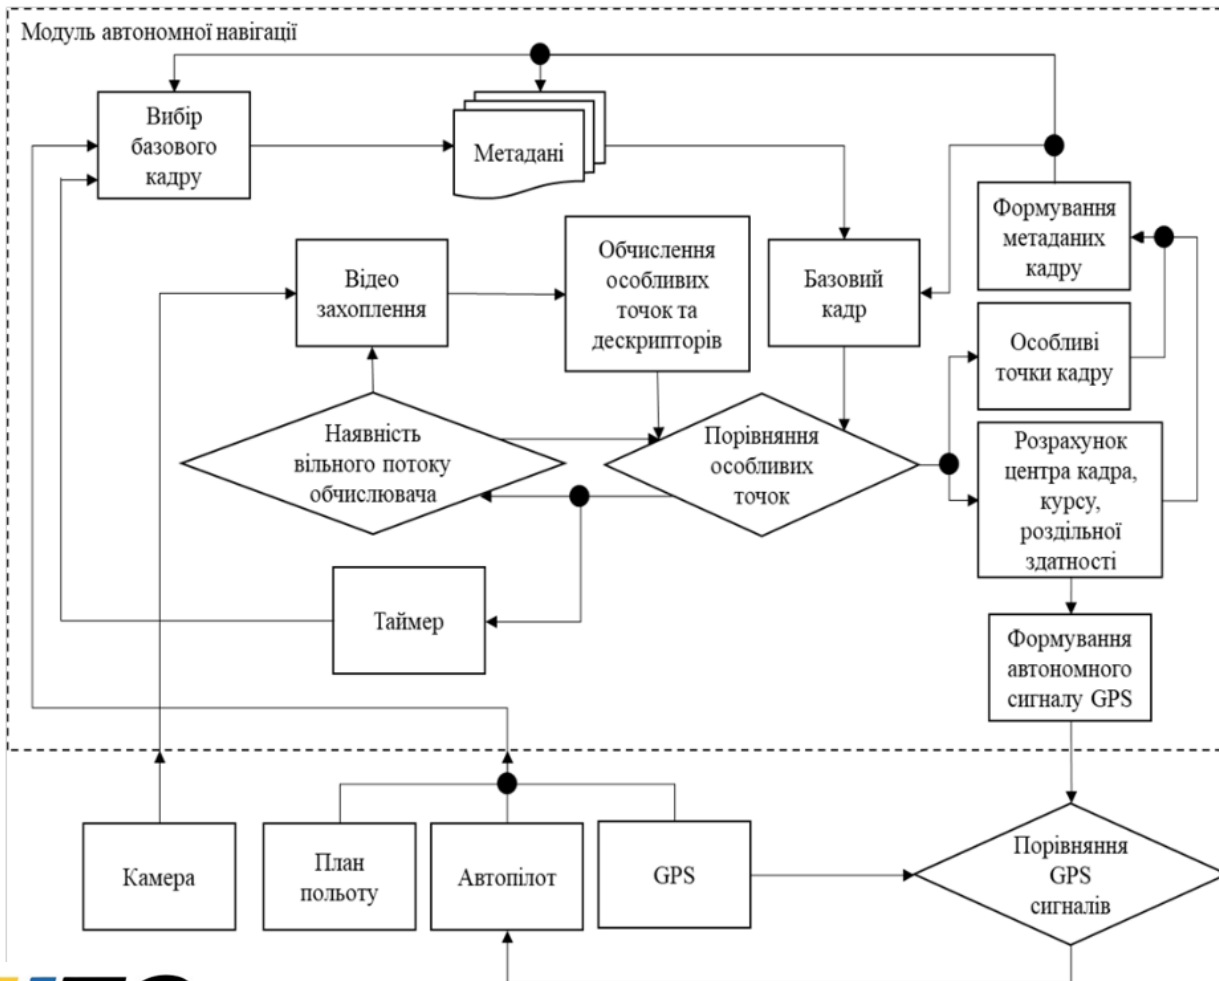 Модуль автономної навігації
Вибір
базового
кадру
Метадані
Формування
метаданих
кадру
Відео
захоплення
Обчислення
особливих
точок та
дескрипторів
Базовий
кадр
Особливі
точки кадру
Наявність
вільного потоку
обчислювача
Порівняння
особливих
точок
Розрахунок
центра кадра,
курсу,
роздільної
здатності
Таймер
Формування
автономного
сигналу GPS
Камера
План
польоту
Автопілот
GPS
Порівняння
GPS
сигналів